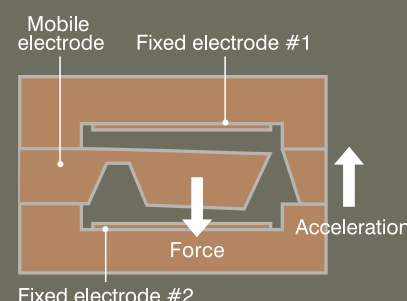 Mobile
electrode
Fixed electrode #1
Acceleration
Force
Fixed electrode #2